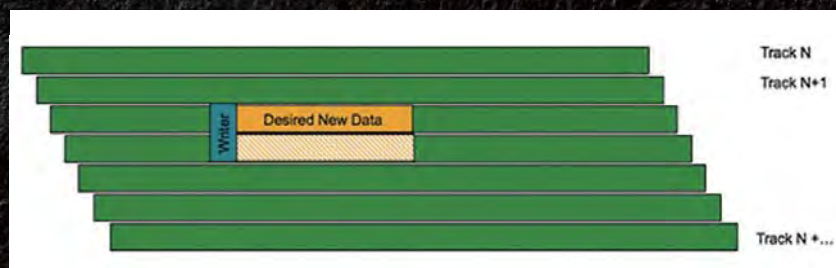 Track N
Track N+1
Desired New Data
Writer
Track N +...